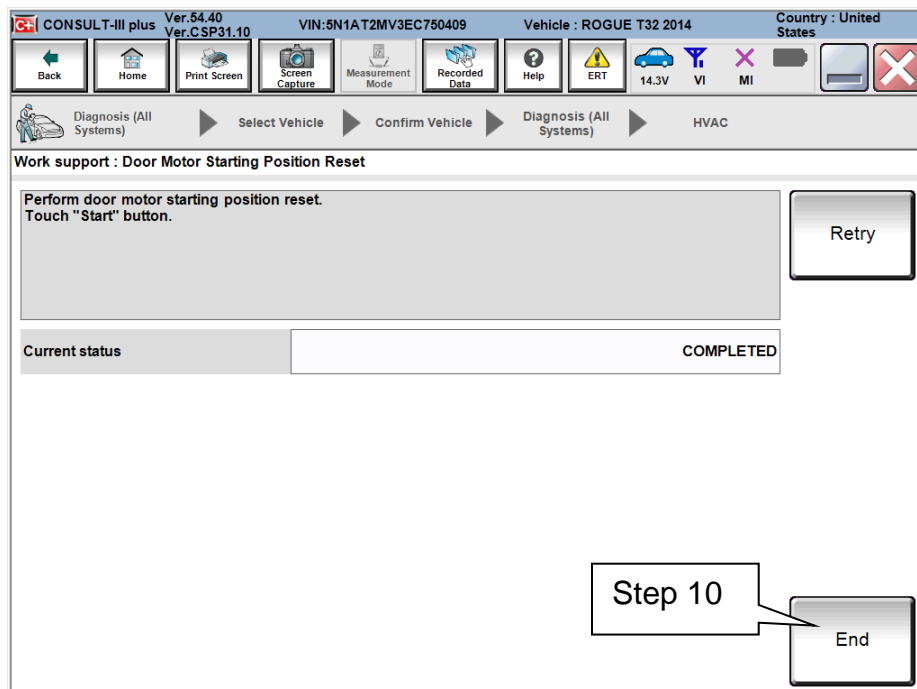 C+ CONSULT-III plus
Ver.54.40
Ver.CSP31.10
VIN:5N1AT2MV3EC750409
Vehicle : ROGUE T32 2014
Country : United
States
Back
Home
Print Screen
Screen
Capture
Measurement
Mode
Recorded
Data
Help
ERT
14.3V
VI
MI
Diagnosis (All
Systems)
Select Vehicle
Confirm Vehicle
Diagnosis (All
Systems)
HVAC
Work support : Door Motor Starting Position Reset
Perform door motor starting position reset.
Touch "Start" button.
Retry
Current status
COMPLETED
Step 10
End